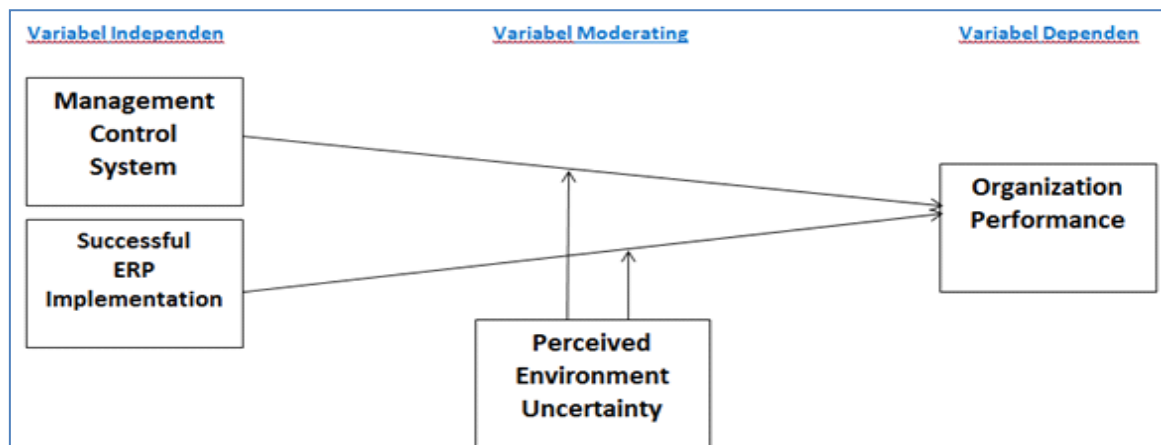 Variabel Independen
Variabel Moderating
Variabel Dependen
Management
Control
System
Successful
ERP
Implementation
Organization
Performance
Perceived
Environment
Uncertainty